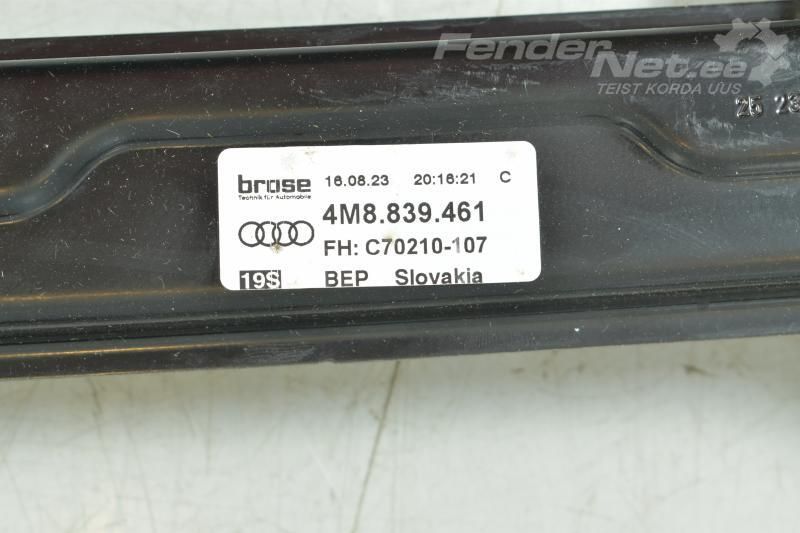 FenderNet.ee
TEIST KORDA UUS
brose 16.08.23 20:16:21 C
Technik für Automobile
4M8.839.461
FH: C70210-107
19S BEP Slovakia